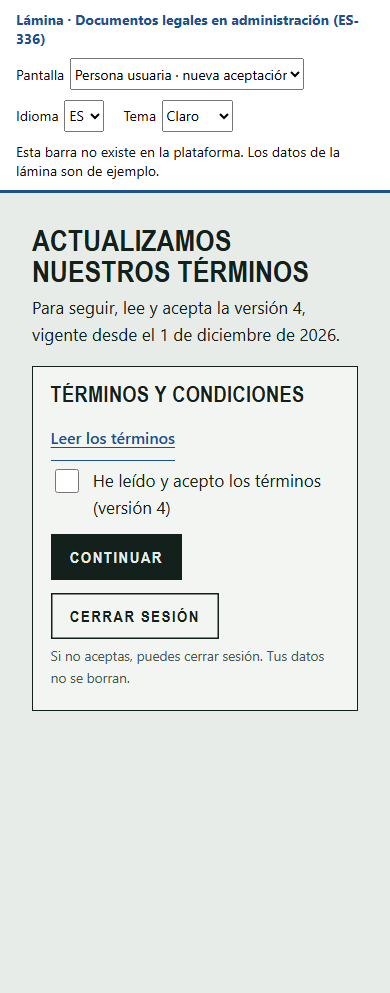 Lámina · Documentos legales en administración (ES-
336)
Pantalla Persona usuaria · nueva aceptación
Idioma ES Tema Claro
Esta barra no existe en la plataforma. Los datos de la
lámina son de ejemplo.
ACTUALIZAMOS
NUESTROS TÉRMINOS
Para seguir, lee y acepta la versión 4,
vigente desde el 1 de diciembre de 2026.
TÉRMINOS Y CONDICIONES
Leer los términos
He leído y acepto los términos
(versión 4)
CONTINUAR
CERRAR SESIÓN
Si no aceptas, puedes cerrar sesión. Tus datos
no se borran.